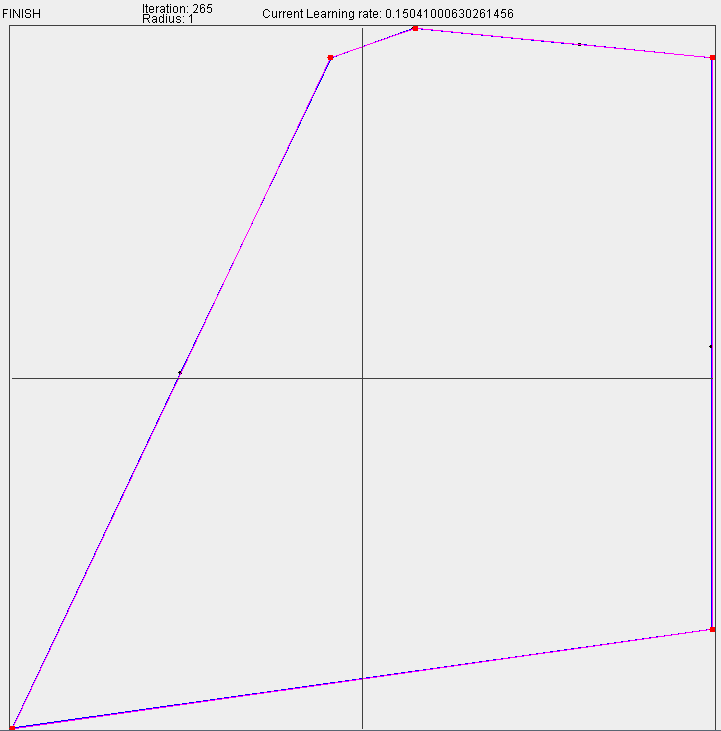 FINISH
Iteration: 265
Radius: 1
Current Learning rate: 0.15041000630261456